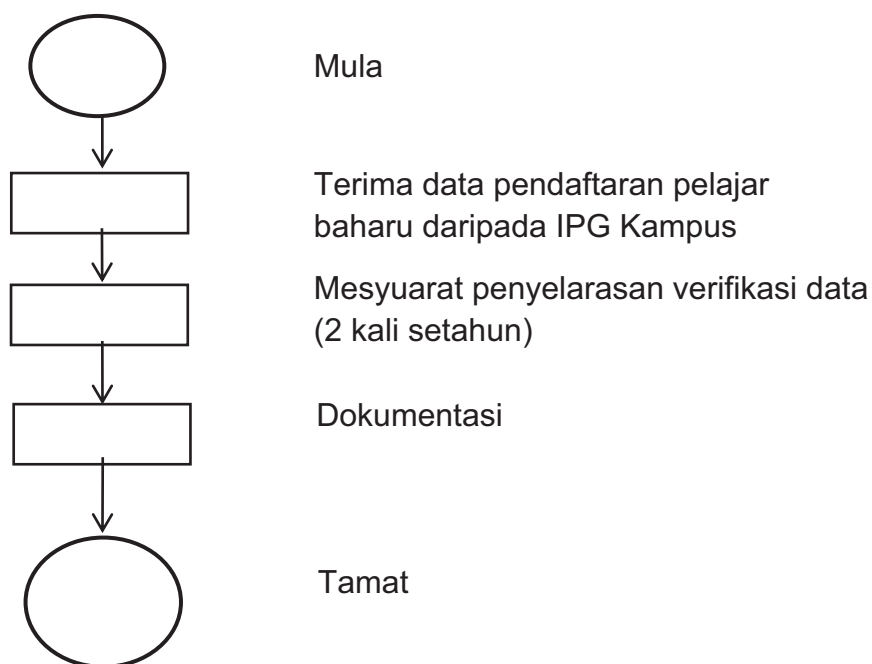 Mula
Terima data pendaftaran pelajar
baharu daripada IPG Kampus
Mesyuarat penyelarasan verifikasi data
(2 kali setahun)
Dokumentasi
Tamat